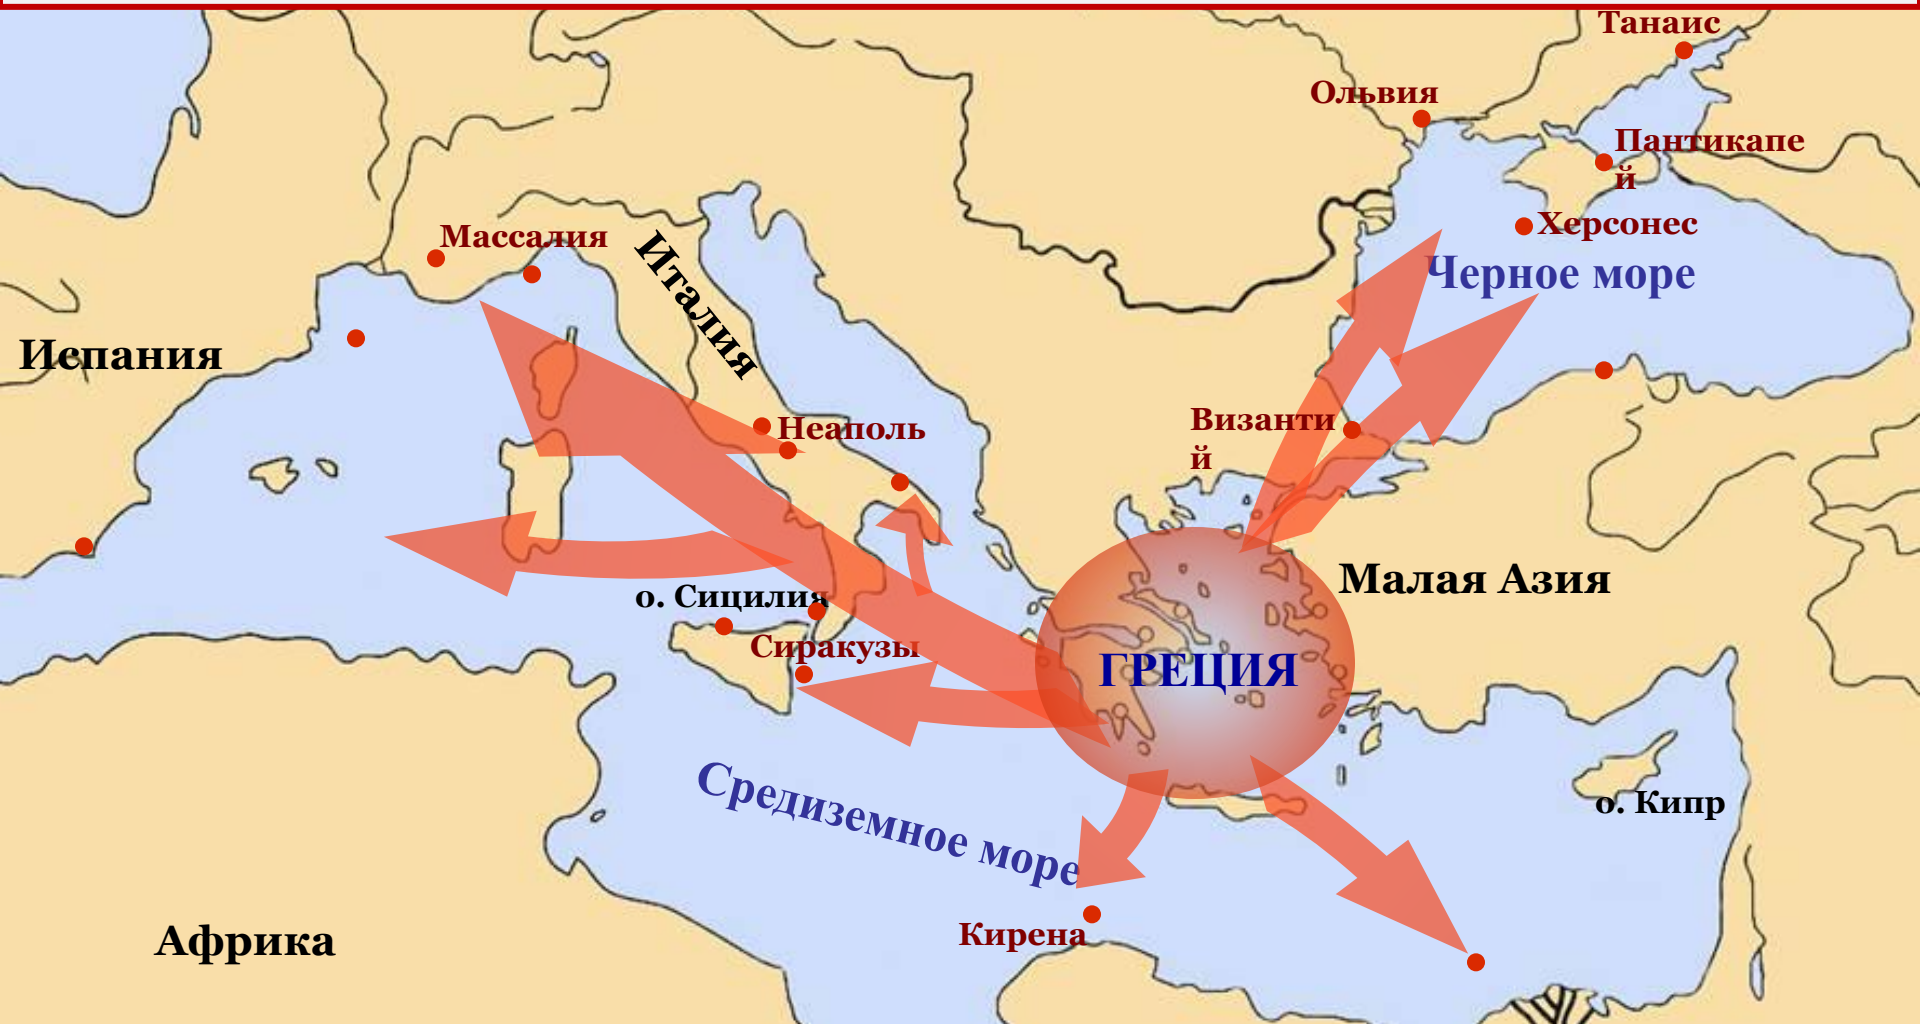 Танаис
Ольвия
Пантикапе
й
Херсонес
Массалия
Италия
Черное море
Испания
Византи
й
Неаполь
Малая Азия
о. Сицилия
Сиракузы
ГРЕЦИЯ
Средиземное море
о. Кипр
Кирена
Африка